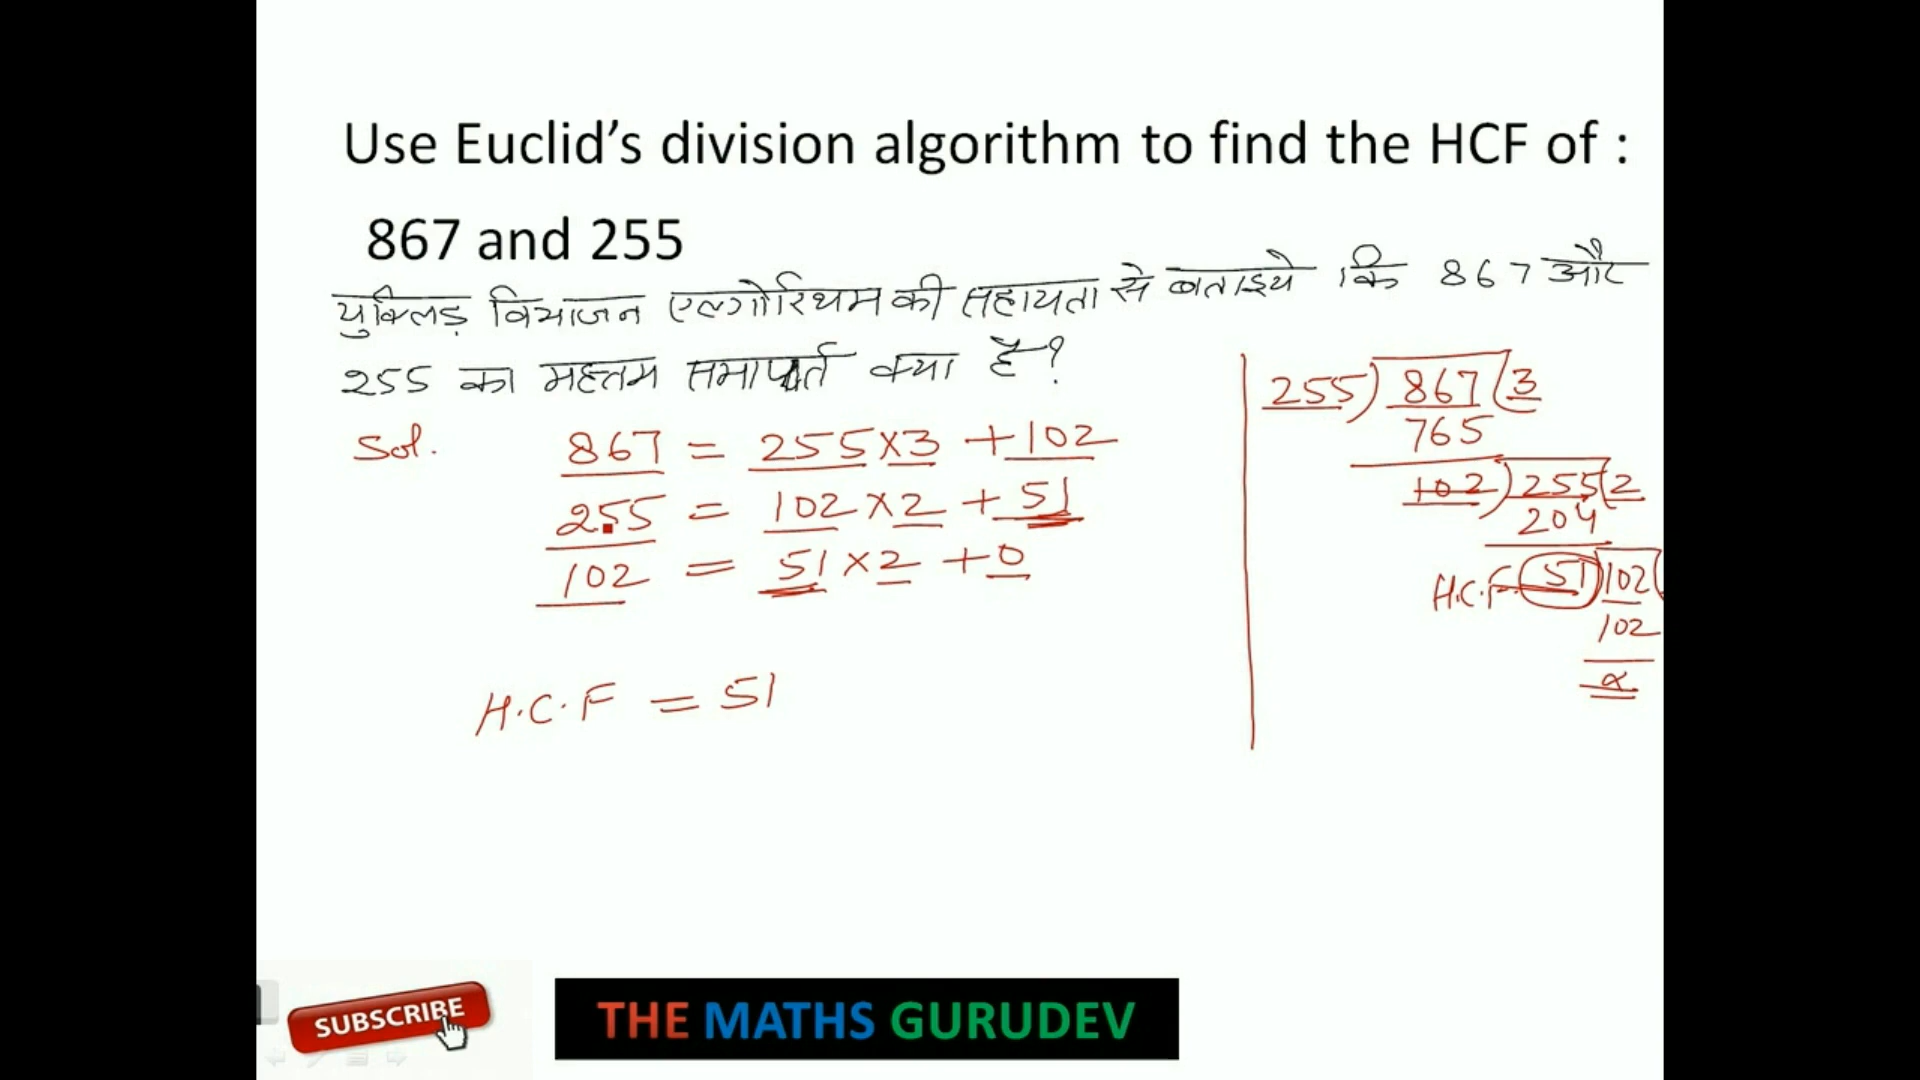 Use Euclid’s division algorithm to find the HCF of :
867 and 255
युक्लिड़ विभाजन एल्गोरिथम की सहायता से बताइये कि 867 और
255 का महत्तम समापवर्त क्या है?
Sol.
867 = 255×3 +102
255 = 102×2 + 51
102 = 51×2 +0
H.C.F = 51
255) 867 (3
765
102) 255 (2
204
H.C.F. 51) 102 (
102
×
SUBSCRIBE
THE MATHS GURUDEV